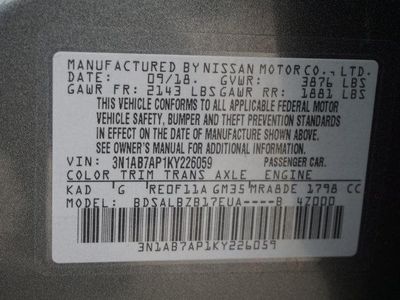 MANUFACTURED BY NISSAN MOTOR CO., LTD.
DATE: 09/18. GVWR: 3876 LBS
GAWR FR: 2143 LBS GAWR RR: 1881 LBS
THIS VEHICLE CONFORMS TO ALL APPLICABLE FEDERAL MOTOR
VEHICLE SAFETY, BUMPER AND THEFT PREVENTION STANDARDS
IN EFFECT ON THE DATE OF MANUFACTURE SHOWN ABOVE.
SEE OWNER'S MANUAL FOR ADDITIONAL INFORMATION
VIN: 3N1AB7AP1KY226059 PASSENGER CAR.
COLOR TRIM TRANS AXLE ENGINE
KAD G RE0F11A GM35 MRA8DE 1798 CC
MODEL: BDSALBZB17EUA----B 4Z000
3N1AB7AP1KY226059